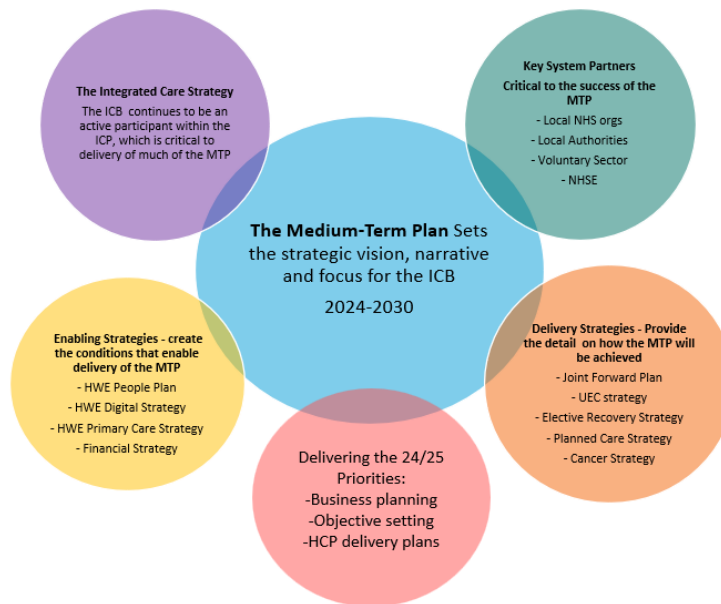 The Integrated Care Strategy
The ICB continues to be an
active participant within the
ICP, which is critical to
delivery of much of the MTP
Key System Partners
Critical to the success of the
MTP
- Local NHS orgs
- Local Authorities
- Voluntary Sector
- NHSE
The Medium-Term Plan Sets
the strategic vision, narrative
and focus for the ICB
2024-2030
Enabling Strategies - create
the conditions that enable
delivery of the MTP
- HWE People Plan
- HWE Digital Strategy
- HWE Primary Care Strategy
- Financial Strategy
Delivery Strategies - Provide
the detail on how the MTP will
be achieved
- Joint Forward Plan
- UEC strategy
- Elective Recovery Strategy
- Planned Care Strategy
- Cancer Strategy
Delivering the 24/25
Priorities:
-Business planning
-Objective setting
-HCP delivery plans